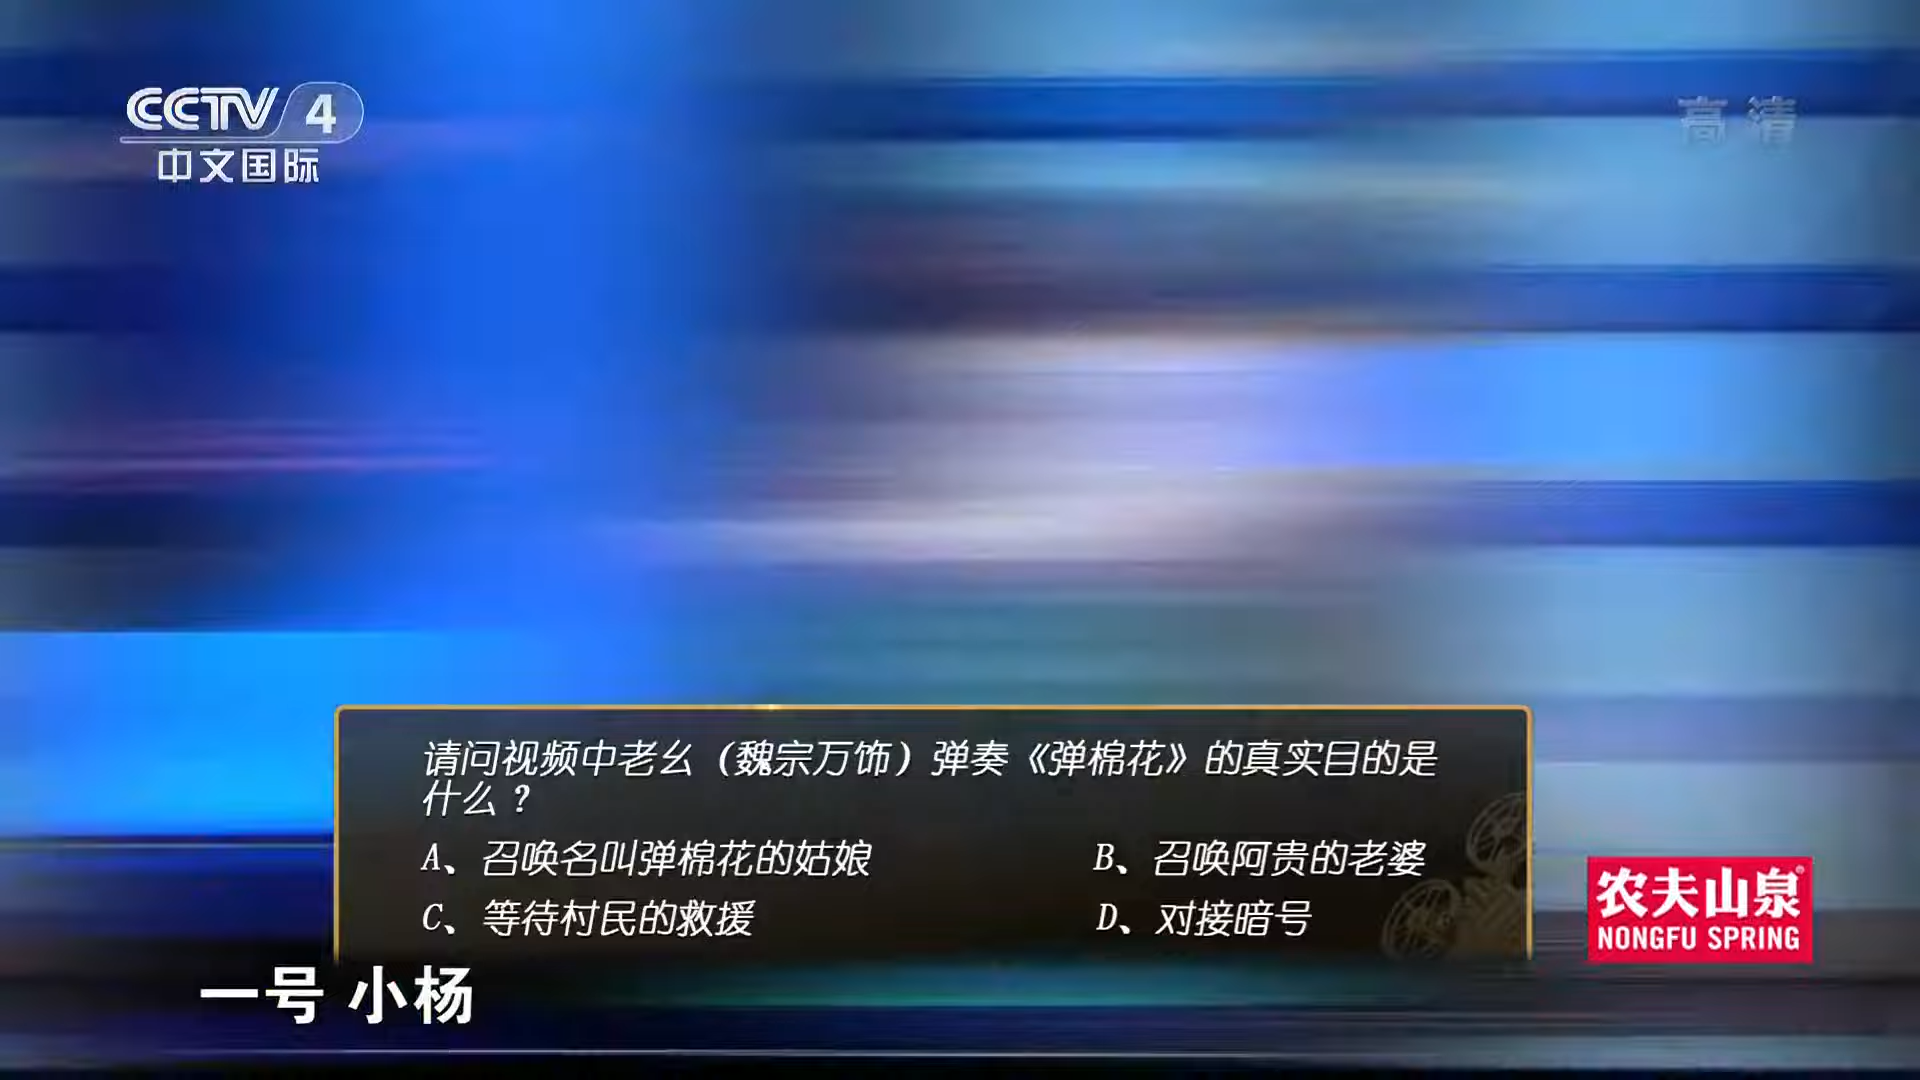 CCTV 4
中文国际
高清
请问视频中老幺（魏宗万饰）弹奏《弹棉花》的真实目的是
什么？
A、召唤名叫弹棉花的姑娘
B、召唤阿贵的老婆
C、等待村民的救援
D、对接暗号
农夫山泉
NONGFU SPRING
一号 小杨